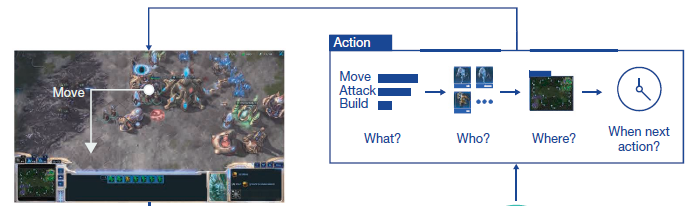 Action
Move
Move
Attack
Build
What?
Who?
Where?
When next
action?